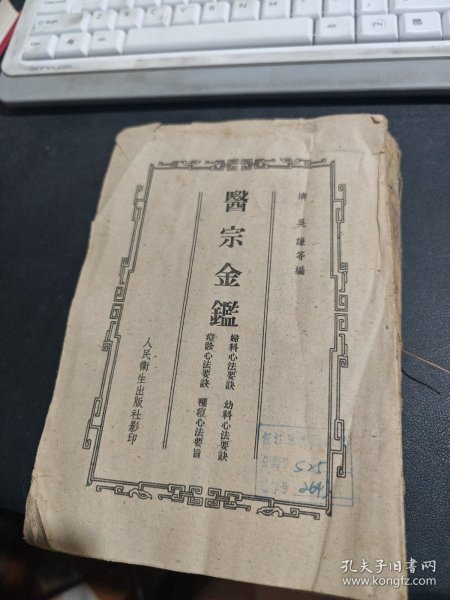 清 吳謙等編
醫宗金鑑
婦科心法要訣 幼科心法要訣
痘診心法要訣 種痘心法要旨
人民衛生出版社影印
525
孔夫子旧书网
www.kongfz.com